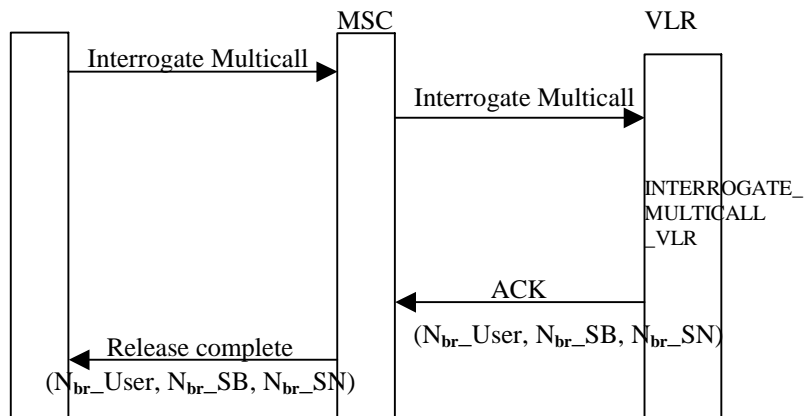 MSC
VLR
Interrogate Multicall
Interrogate Multicall
INTERROGATE_
MULTICALL
_VLR
ACK
(Nbr_User, Nbr_SB, Nbr_SN)
Release complete
(Nbr_User, Nbr_SB, Nbr_SN)